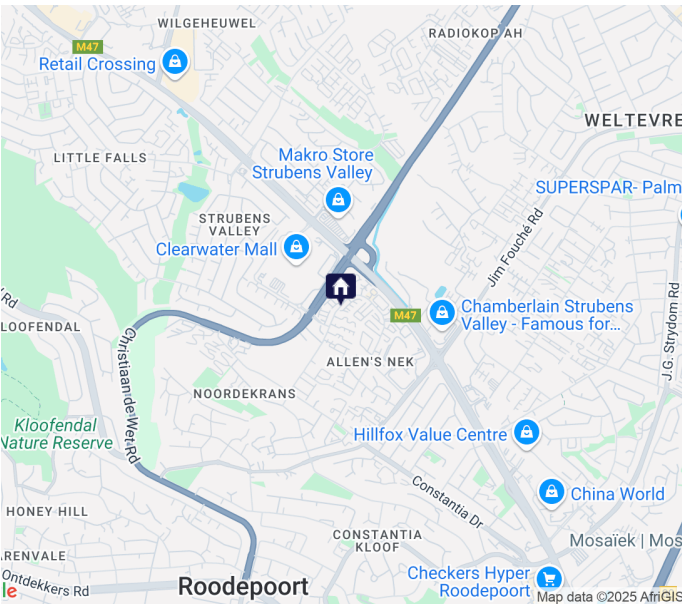 WILGEHEUWEL
RADIOKOP AH
M47
Retail Crossing
WELTEVRE
LITTLE FALLS
Makro Store
Strubens Valley
SUPERSPAR- Palm
STRUBENS
VALLEY
Clearwater Mall
Jim Fouché Rd
J.G. Strydom Rd
y Rd
LOOFENDAL
Christiaan de Wet Rd
M47
Chamberlain Strubens
Valley - Famous for...
ALLEN'S NEK
NOORDEKRANS
Kloofendal
Nature Reserve
Hillfox Value Centre
Constantia Dr
China World
HONEY HILL
CONSTANTIA
KLOOF
Mosaïek | Mos
ARENVALE
Checkers Hyper
Roodepoort
Ontdekkers Rd
Roodepoort
le
Map data ©2025 AfriGIS